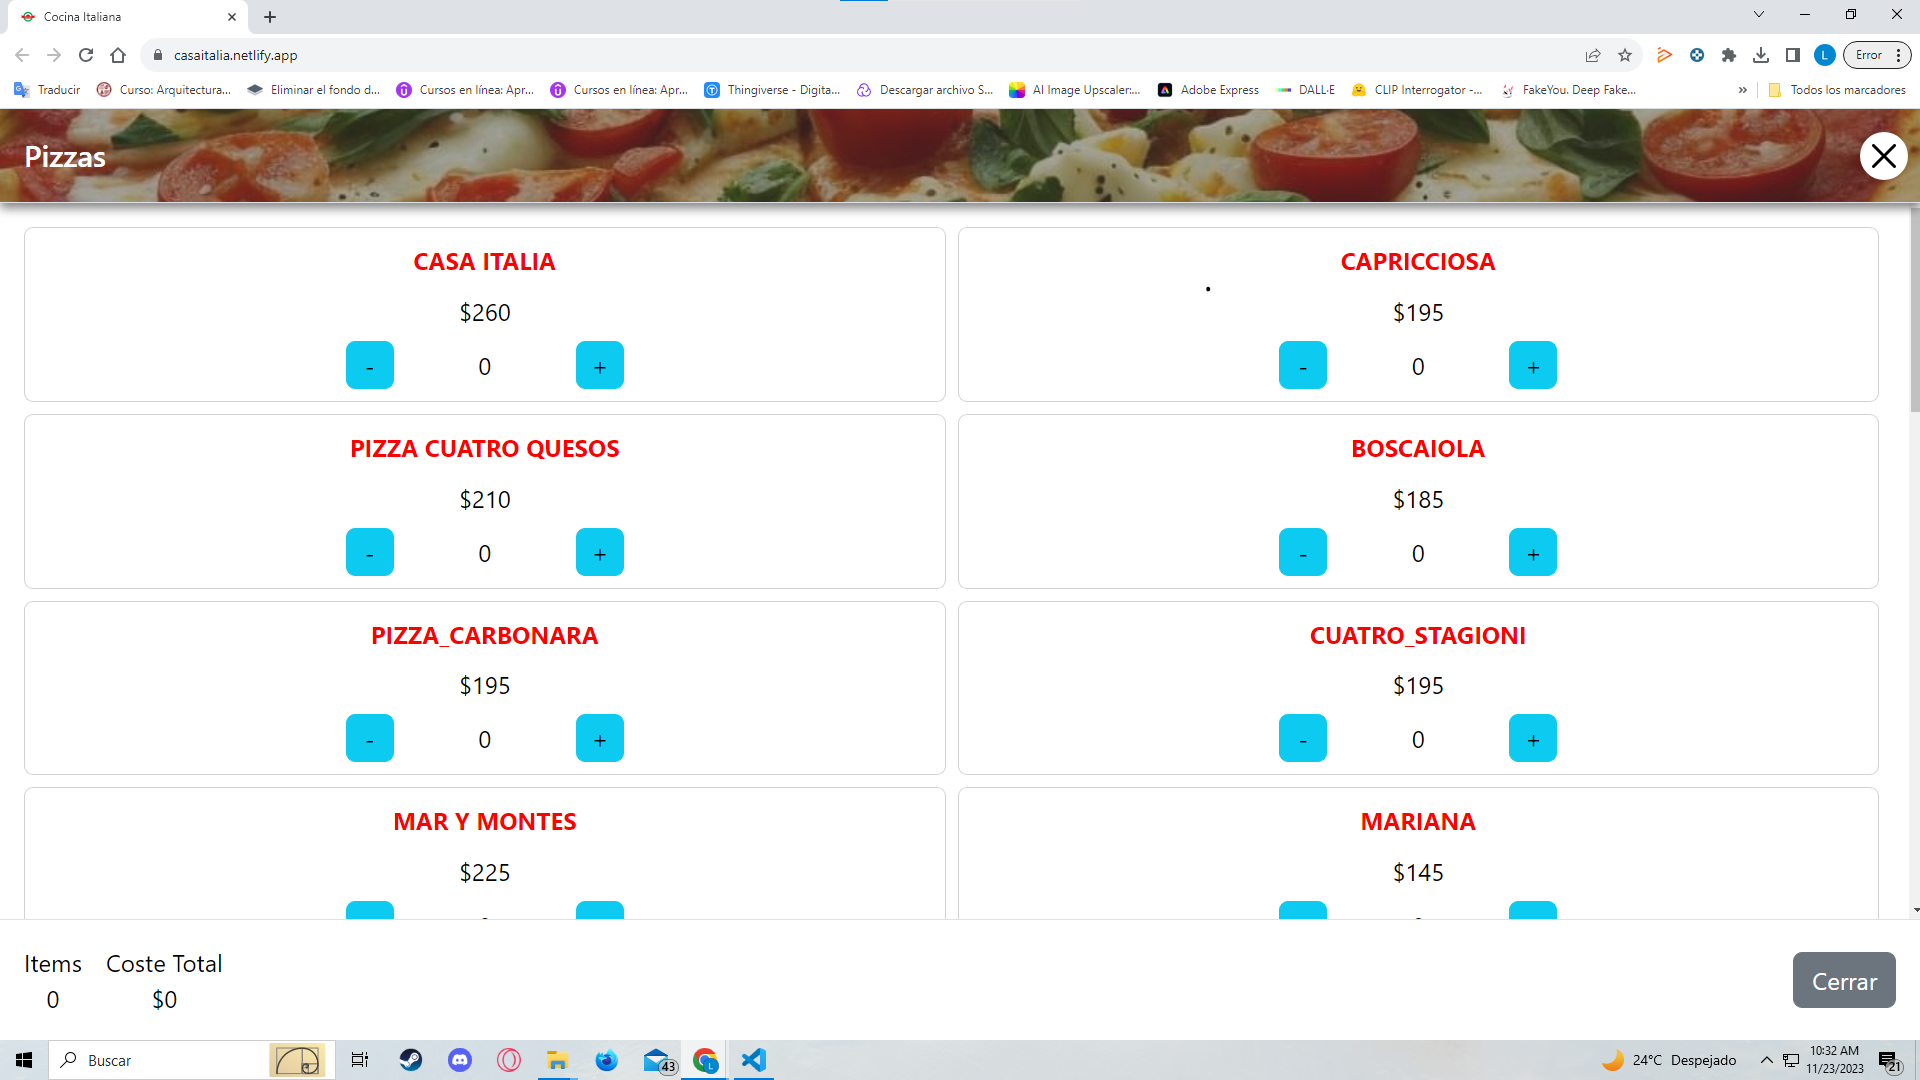 Cocina Italiana
casaitalia.netlify.app
L
Error
Traducir
Curso: Arquitectura...
Eliminar el fondo d...
Cursos en línea: Apr...
Cursos en línea: Apr...
Thingiverse - Digita...
Descargar archivo S...
AI Image Upscaler:...
Adobe Express
DALL·E
CLIP Interrogator -...
FakeYou. Deep Fake...
»
Todos los marcadores
Pizzas
CASA ITALIA
$260
- 0 +
CAPRICCIOSA
.
$195
- 0 +
PIZZA CUATRO QUESOS
$210
- 0 +
BOSCAIOLA
$185
- 0 +
PIZZA_CARBONARA
$195
- 0 +
CUATRO_STAGIONI
$195
- 0 +
MAR Y MONTES
$225
MARIANA
$145
Items Coste Total
0 $0
Cerrar
Buscar
43
L
24°C Despejado
10:32 AM
11/23/2023
21